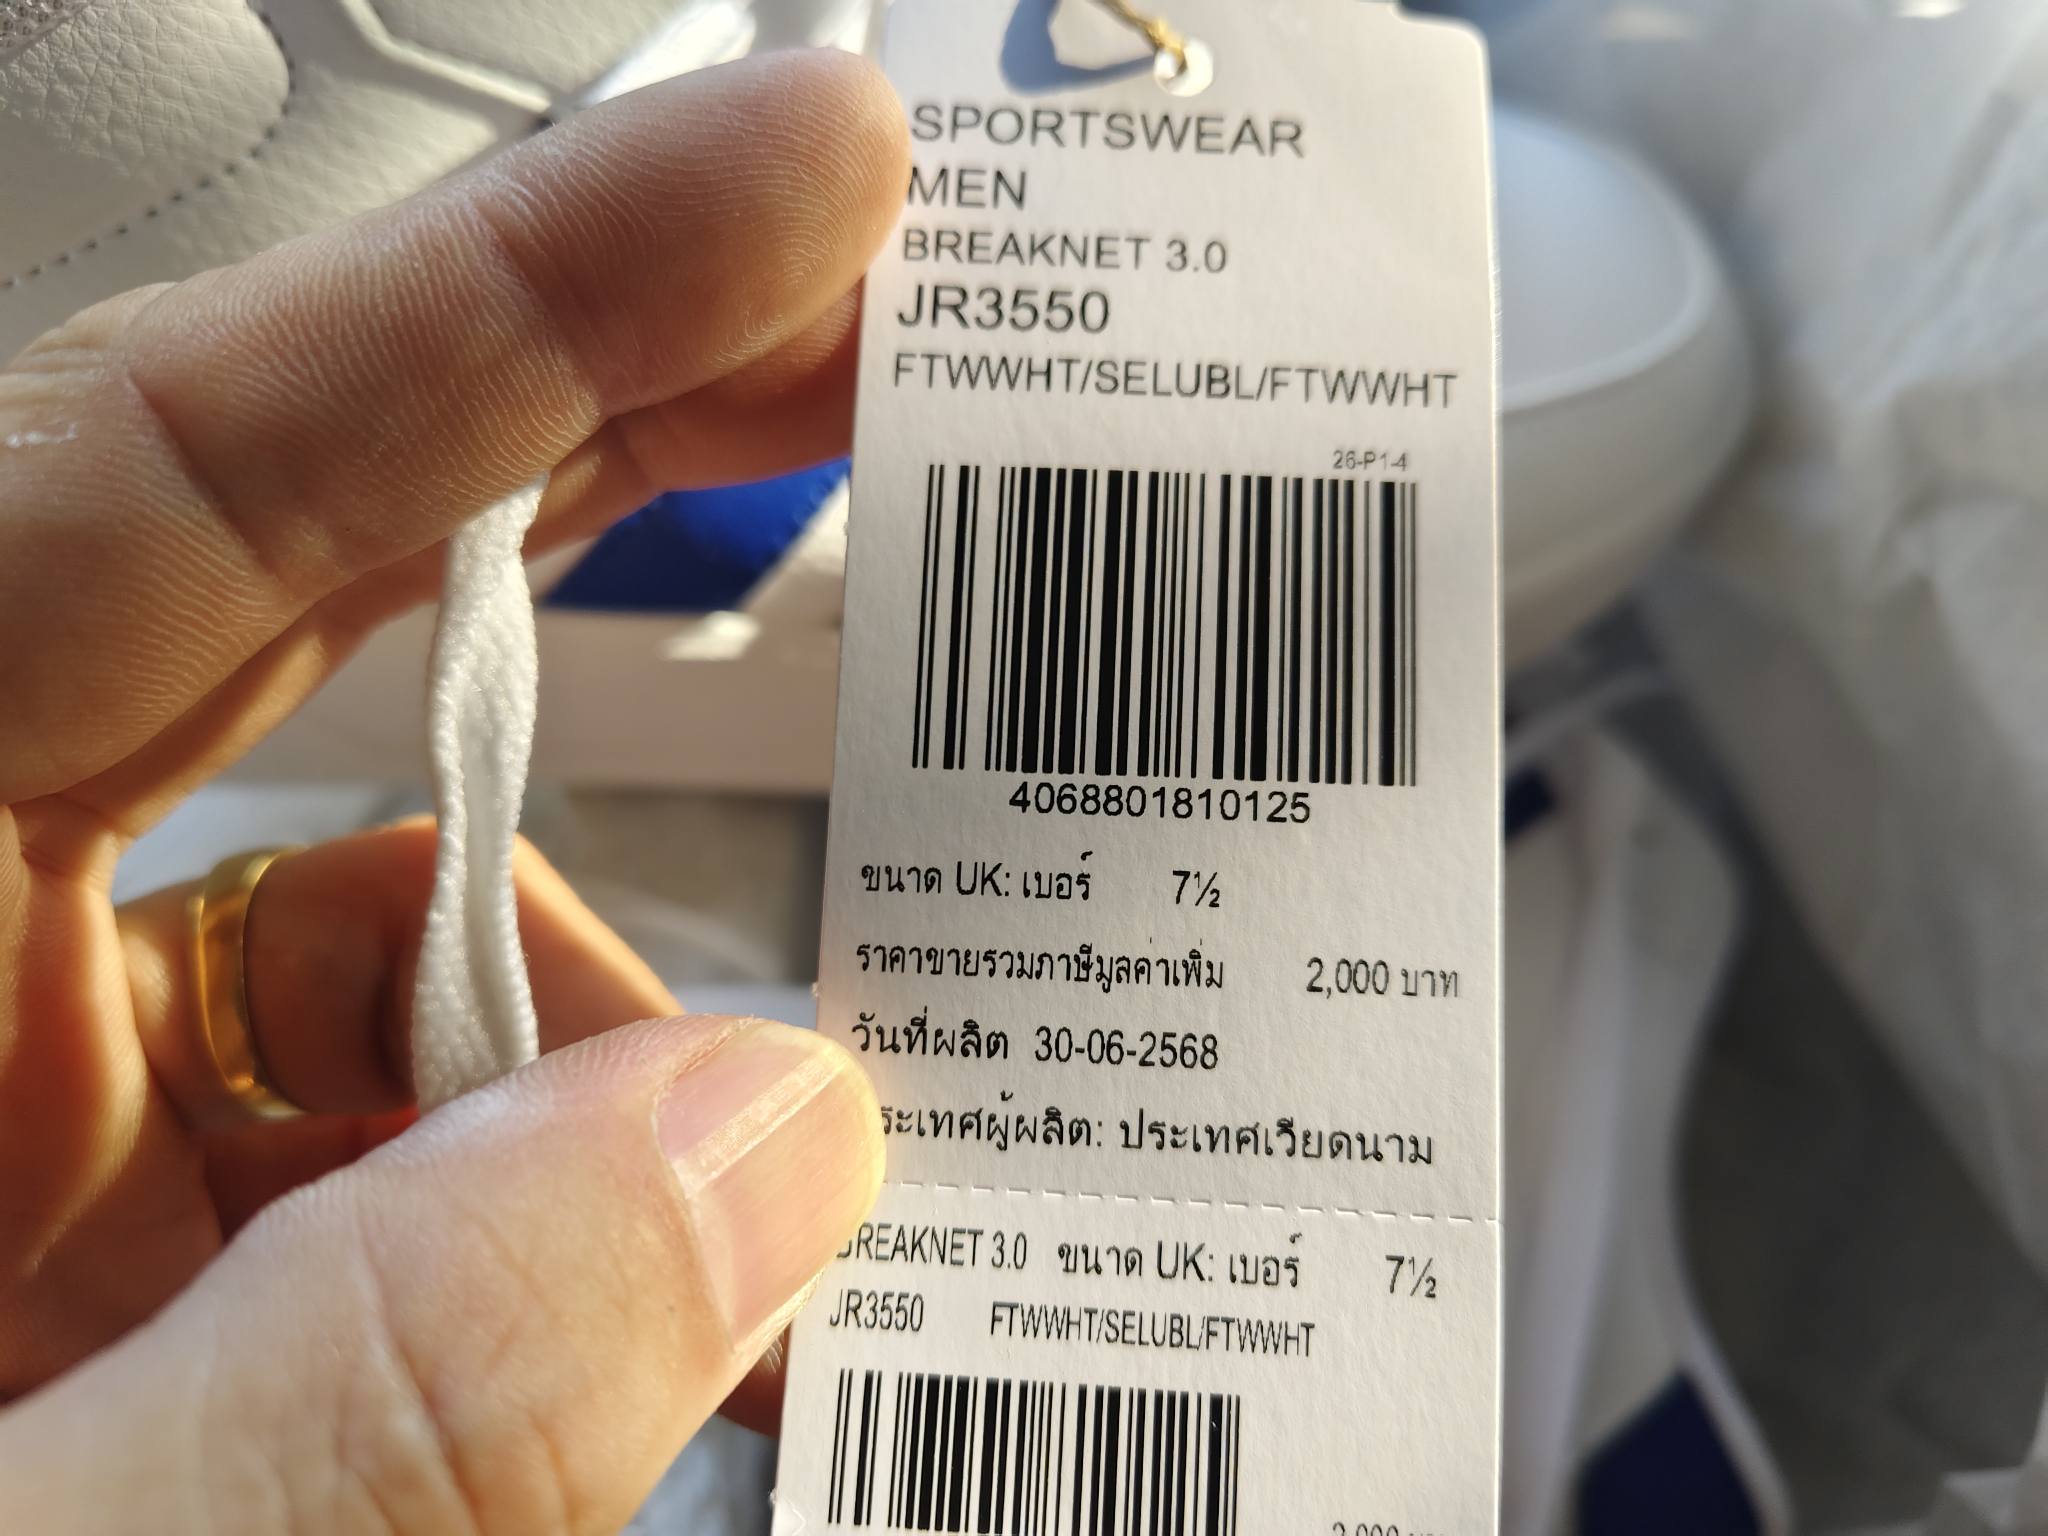 SPORTSWEAR
MEN
BREAKNET 3.0
JR3550
FTWWHT/SELUBL/FTWWHT
26-P1-4
4068801810125
ขนาด UK: เบอร์ 7½
ราคาขายรวมภาษีมูลค่าเพิ่ม 2,000 บาท
วันที่ผลิต 30-06-2568
ประเทศผู้ผลิต: ประเทศเวียดนาม
BREAKNET 3.0 ขนาด UK: เบอร์ 7½
JR3550 FTWWHT/SELUBL/FTWWHT